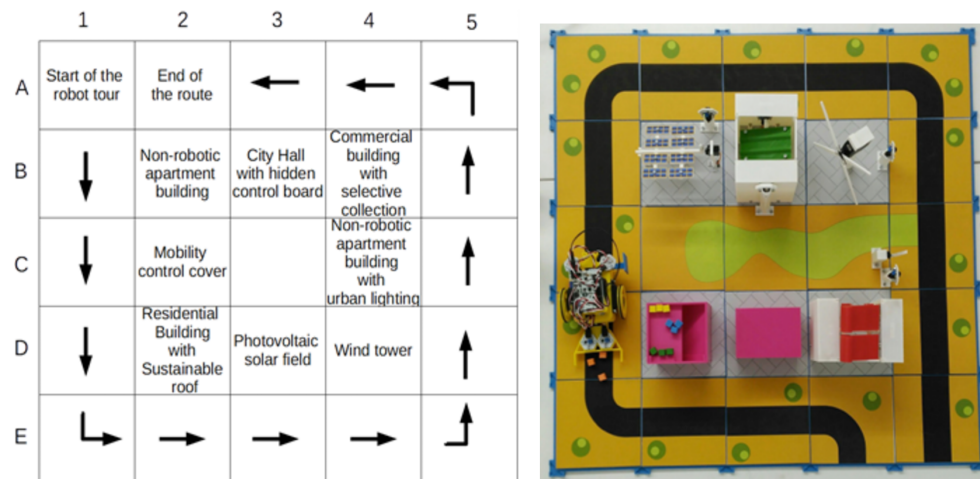 1 2 3 4 5
A
Start of the
robot tour
End of
the route
B
Non-robotic
apartment
building
City Hall
with hidden
control board
Commercial
building
with
selective
collection
C
Mobility
control cover
Non-robotic
apartment
building
with
urban lighting
D
Residential
Building
with
Sustainable
roof
Photovoltaic
solar field
Wind tower
E